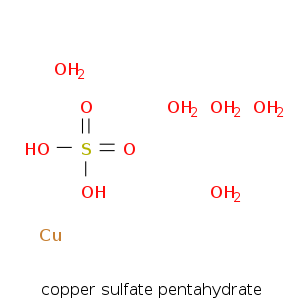 OH2
O OH2 OH2 OH2
HO S O
OH OH2
Cu
copper sulfate pentahydrate